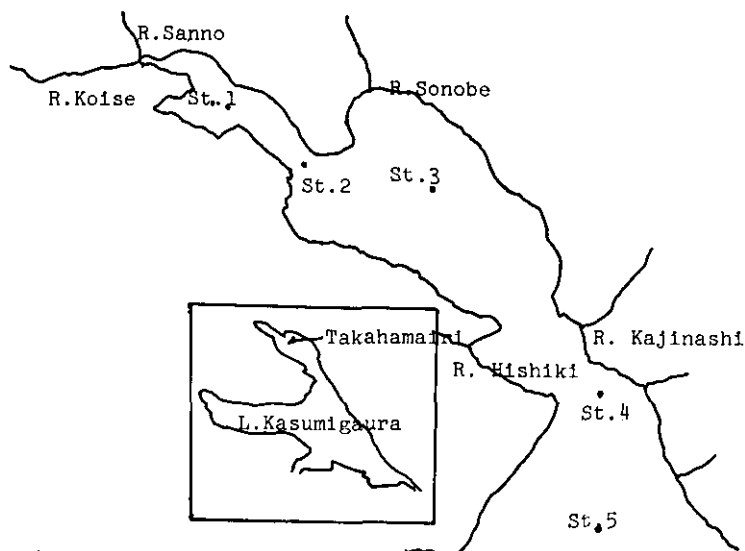 R.Sanno
R.Koise
St.1
R.Sonobe
St.2
St.3
Takahamairi
R. Kajinashi
R. Hishiki
L.Kasumigaura
St.4
St.5